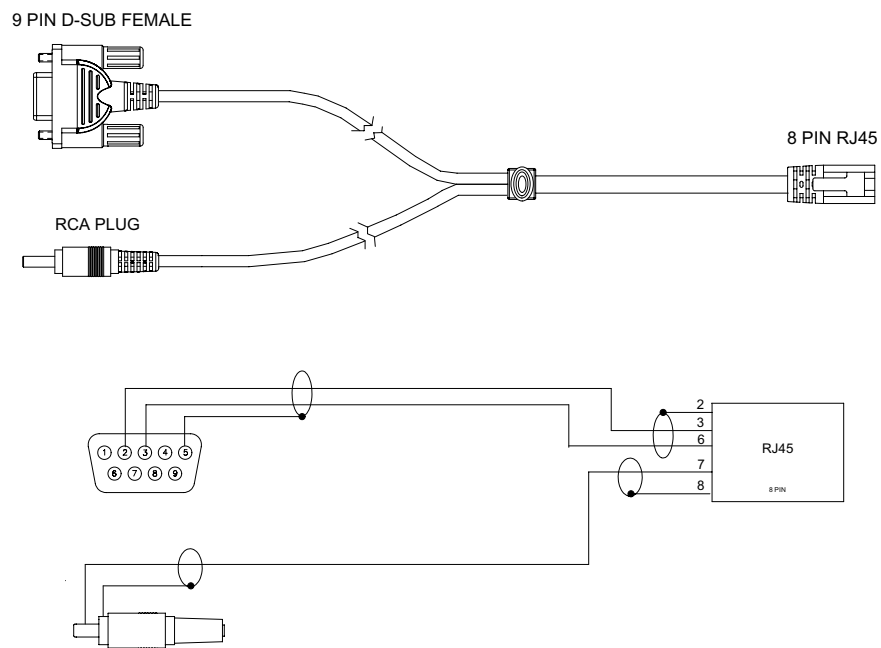 9 PIN D-SUB FEMALE
8 PIN RJ45
RCA PLUG
2
3
6
7
8
RJ45
8 PIN
1 2 3 4 5
6 7 8 9